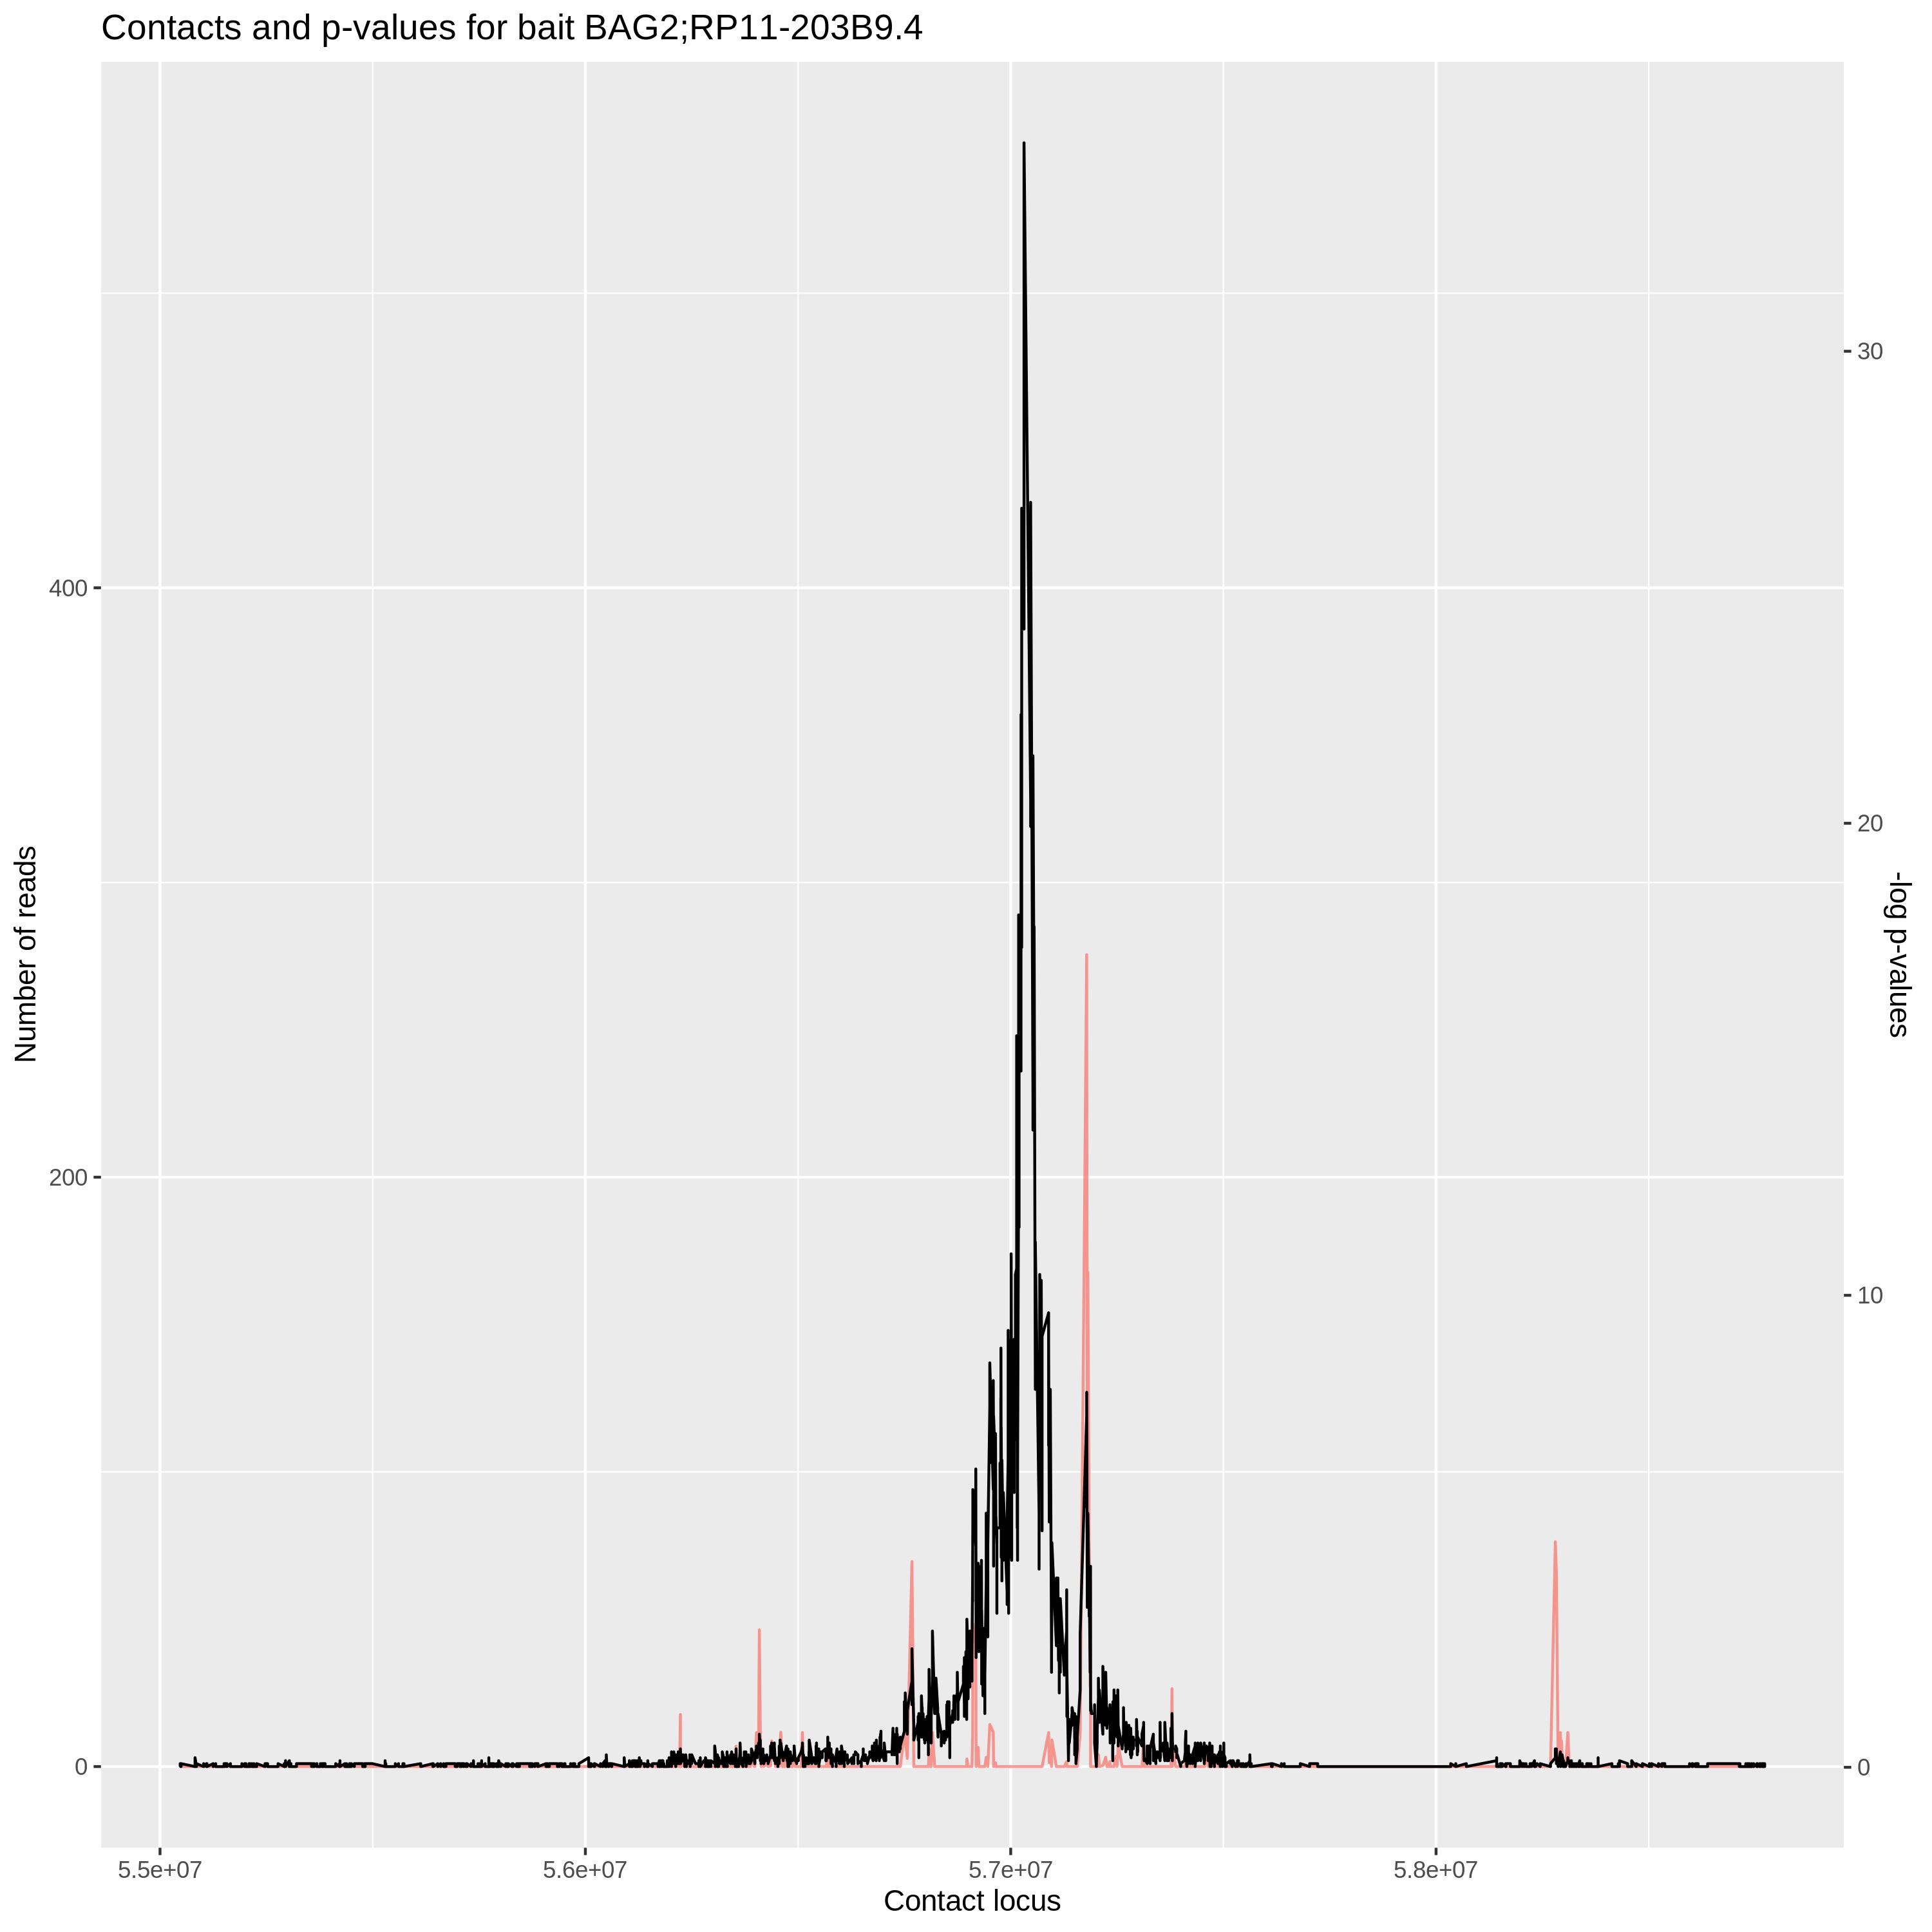 Contacts and p-values for bait BAG2;RP11-203B9.4
Number of reads
400
200
0
30
20
10
0
-log p-values
5.5e+07 5.6e+07 5.7e+07 5.8e+07
Contact locus